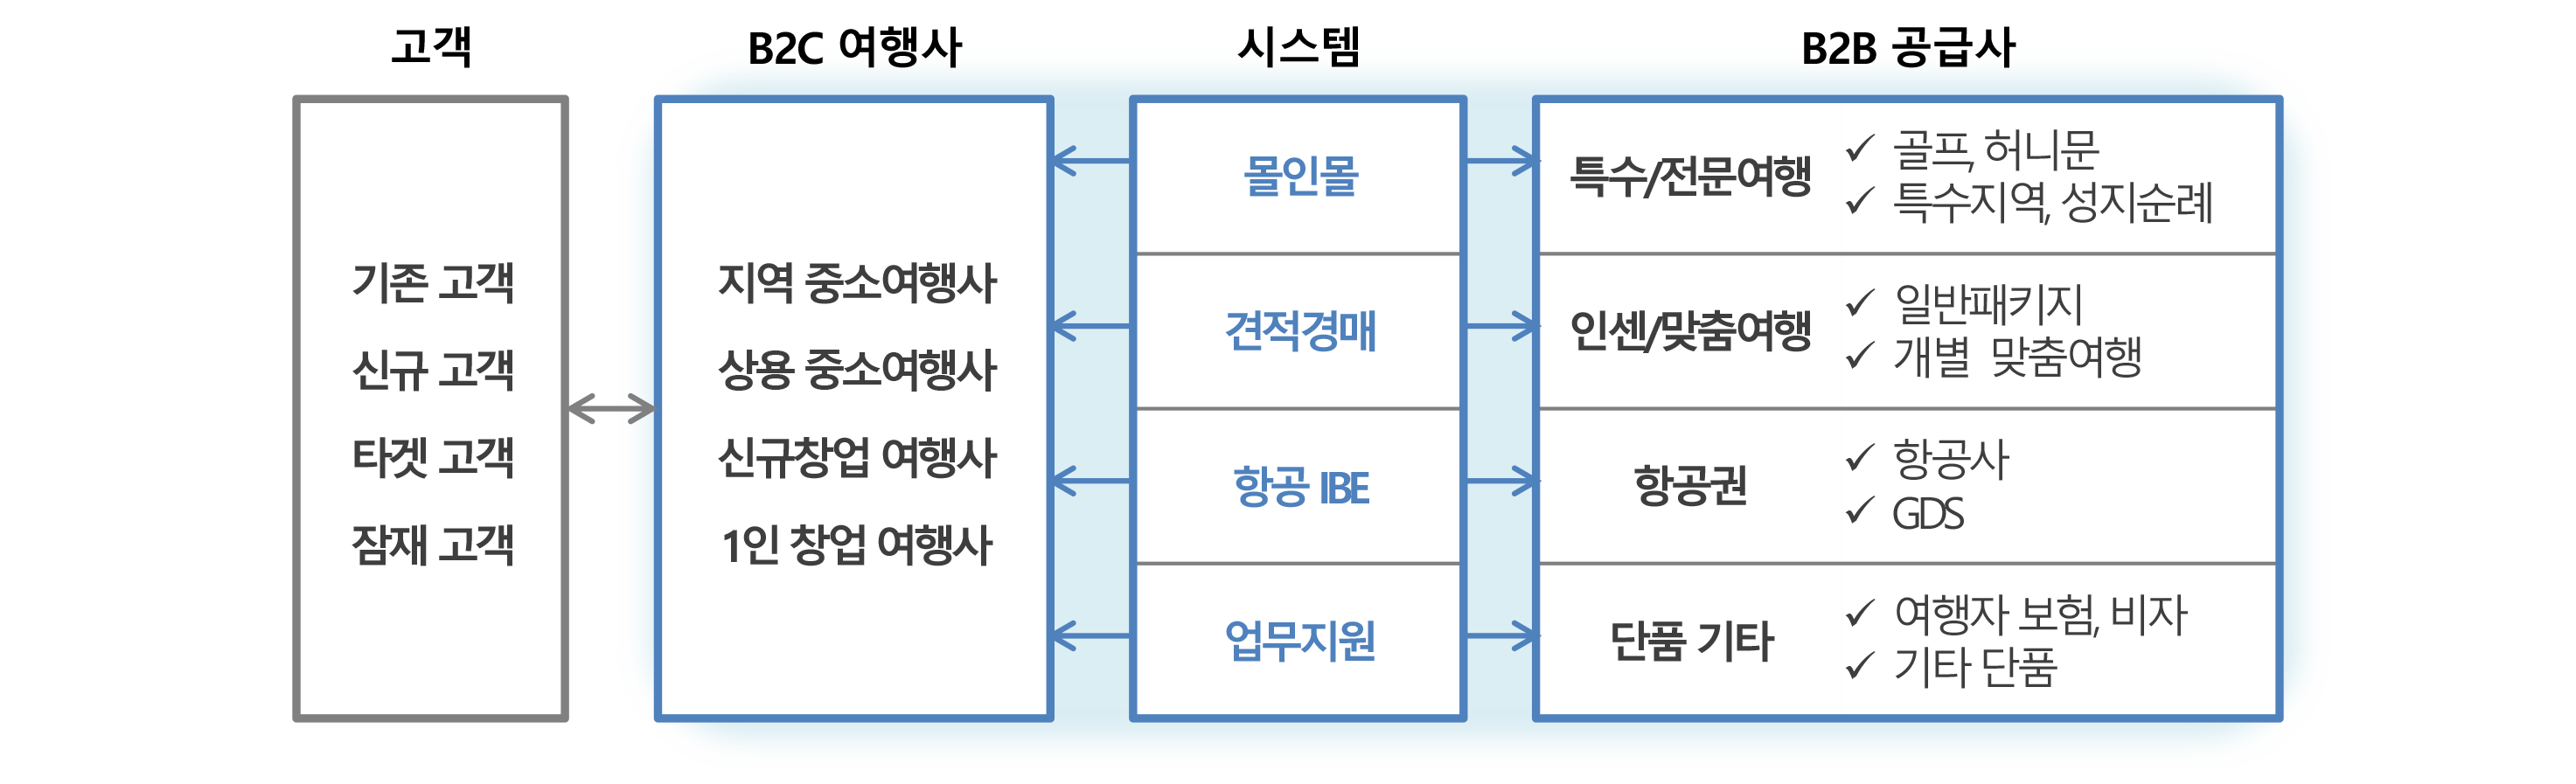 고객
B2C 여행사
시스템
B2B 공급사
기존 고객
신규 고객
타겟 고객
잠재 고객
지역 중소여행사
상용 중소여행사
신규창업 여행사
1인 창업 여행사
몰인몰
견적경매
항공 IBE
업무지원
특수/전문여행
✓ 골프, 허니문
✓ 특수지역, 성지순례
인센/맞춤여행
✓ 일반패키지
✓ 개별 맞춤여행
항공권
✓ 항공사
✓ GDS
단품 기타
✓ 여행자 보험, 비자
✓ 기타 단품